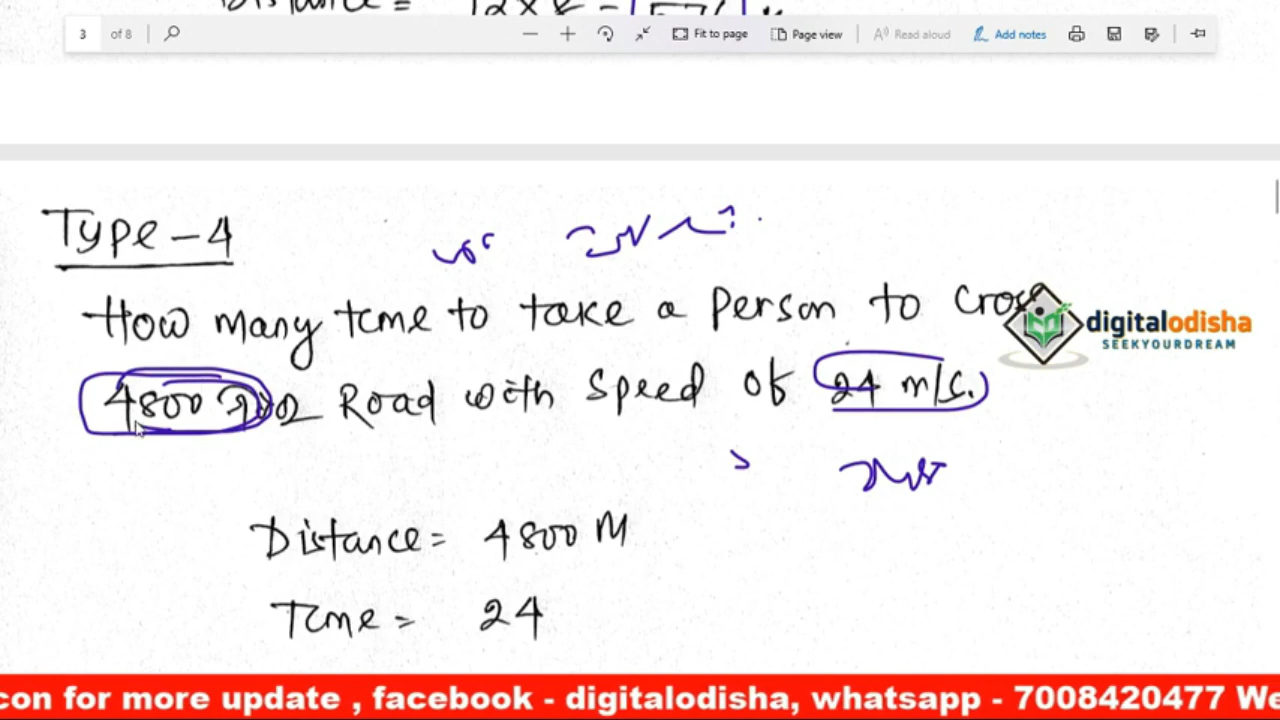 3 of 8 Fit to page Page view Read aloud Add notes
Type-4
How many time to take a Person to cross
digitalodisha
SEEKYOURDREAM
4800 Road with Speed of 24 m/s.
Distance = 4800 M
Time = 24
con for more update , facebook - digitalodisha, whatsapp - 7008420477 We